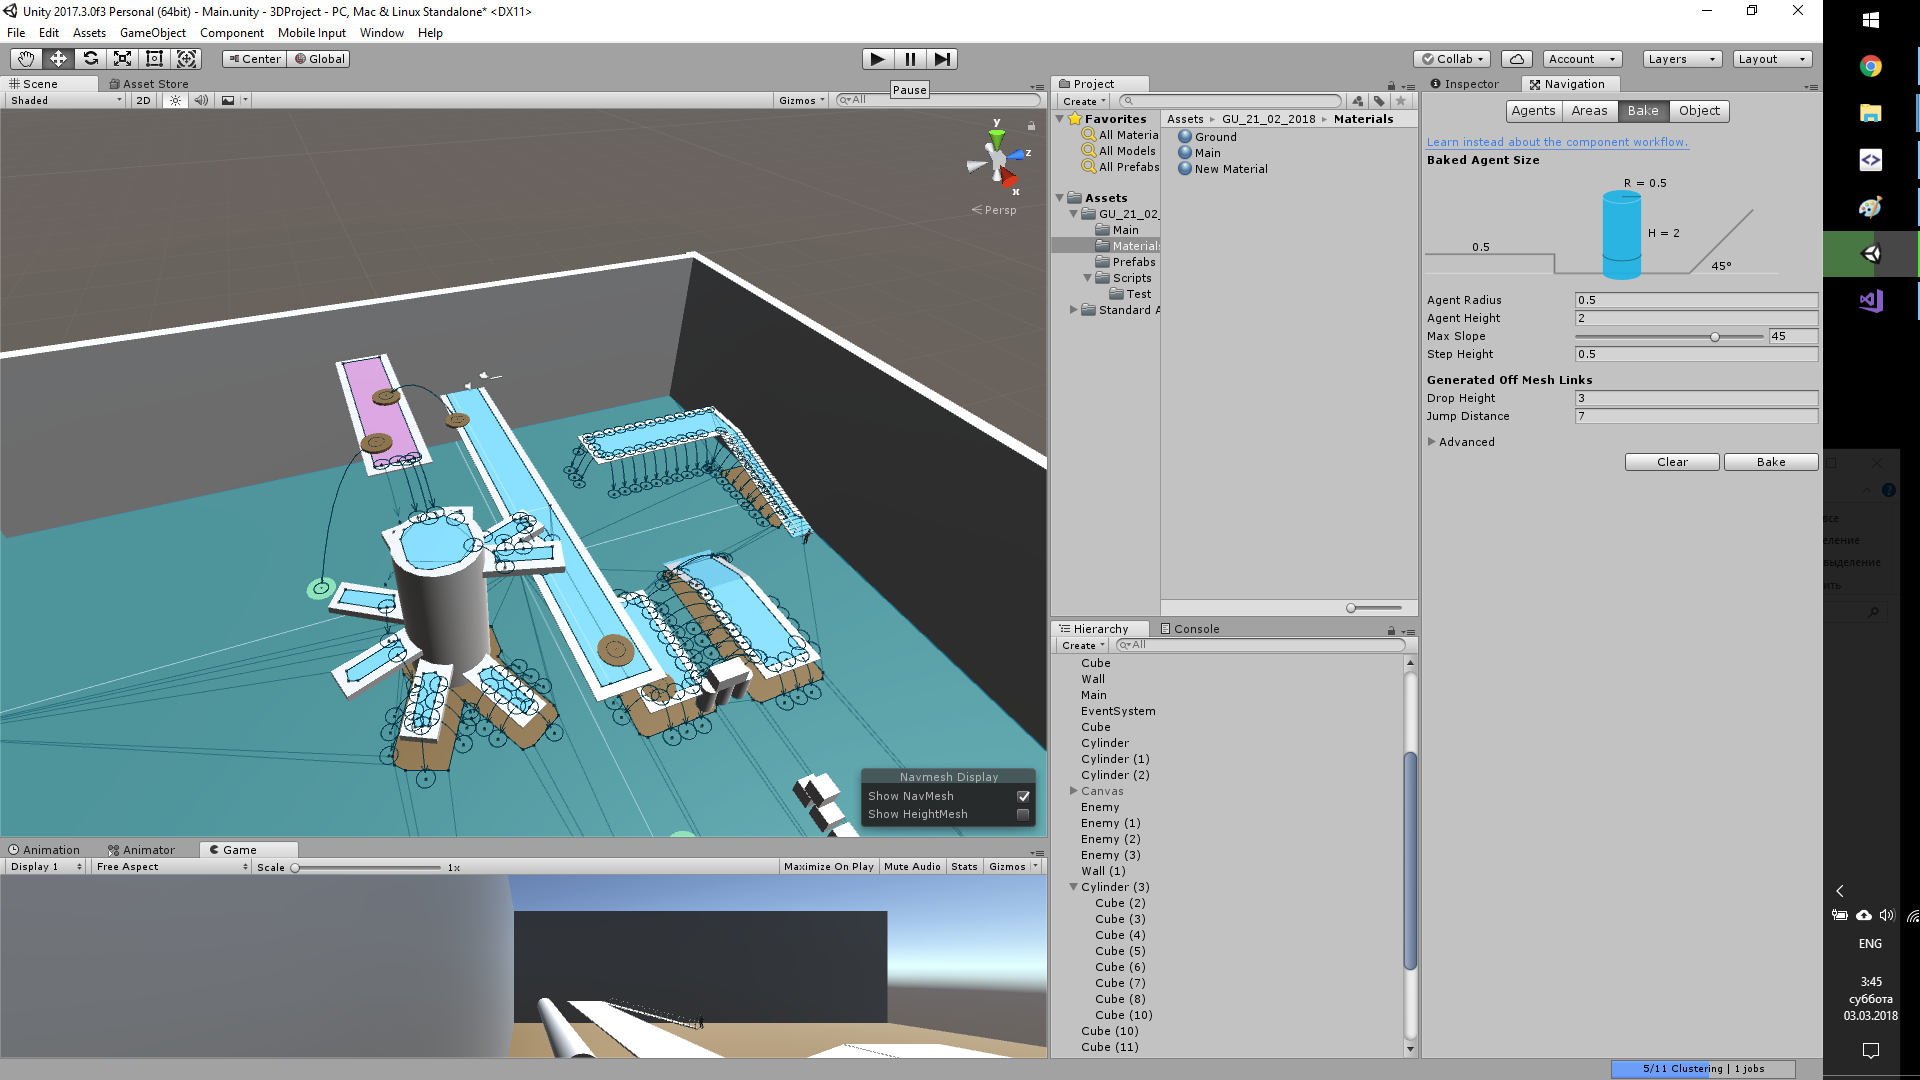 Unity 2017.3.0f3 Personal (64bit) - Main.unity - 3DProject - PC, Mac & Linux Standalone* <DX11>
File Edit Assets GameObject Component Mobile Input Window Help
Center Global
Collab Account Layers Layout
Scene Asset Store
Shaded 2D Gizmos All
Pause
y
z
x
Persp
Navmesh Display
Show NavMesh
Show HeightMesh
Animation Animator Game
Display 1 Free Aspect Scale 1x Maximize On Play Mute Audio Stats Gizmos
Project
Create
Favorites
All Materia
All Models
All Prefabs
Assets
GU_21_02_
Main
Materials
Prefabs
Scripts
Test
Standard A
Assets GU_21_02_2018 Materials
Ground
Main
New Material
Hierarchy Console
Create All
Cube
Wall
Main
EventSystem
Cube
Cylinder
Cylinder (1)
Cylinder (2)
Canvas
Enemy
Enemy (1)
Enemy (2)
Enemy (3)
Wall (1)
Cylinder (3)
Cube (2)
Cube (3)
Cube (4)
Cube (5)
Cube (6)
Cube (7)
Cube (8)
Cube (10)
Cube (10)
Cube (11)
Inspector Navigation
Agents Areas Bake Object
Learn instead about the component workflow.
Baked Agent Size
R = 0.5
0.5
H = 2
45°
Agent Radius 0.5
Agent Height 2
Max Slope 45
Step Height 0.5
Generated Off Mesh Links
Drop Height 3
Jump Distance 7
Advanced
Clear Bake
5/11 Clustering | 1 jobs
ENG
3:45
суббота
03.03.2018